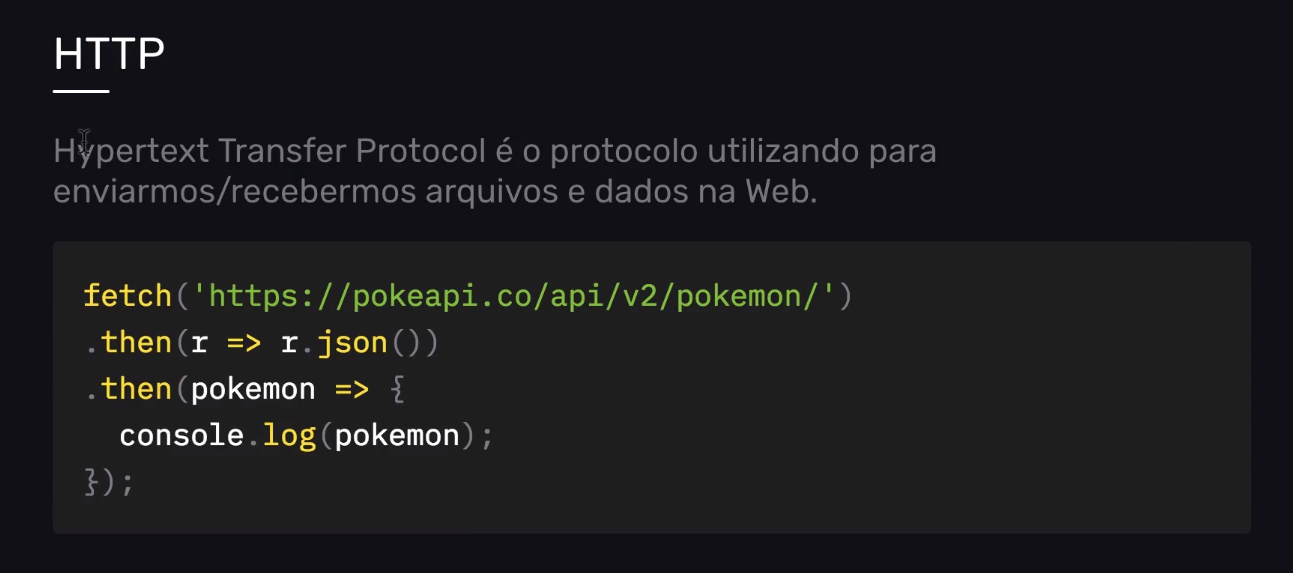 HTTP
Hypertext Transfer Protocol é o protocolo utilizando para
enviarmos/recebermos arquivos e dados na Web.
fetch('https://pokeapi.co/api/v2/pokemon/')
.then(r => r.json())
.then(pokemon => {
  console.log(pokemon);
});